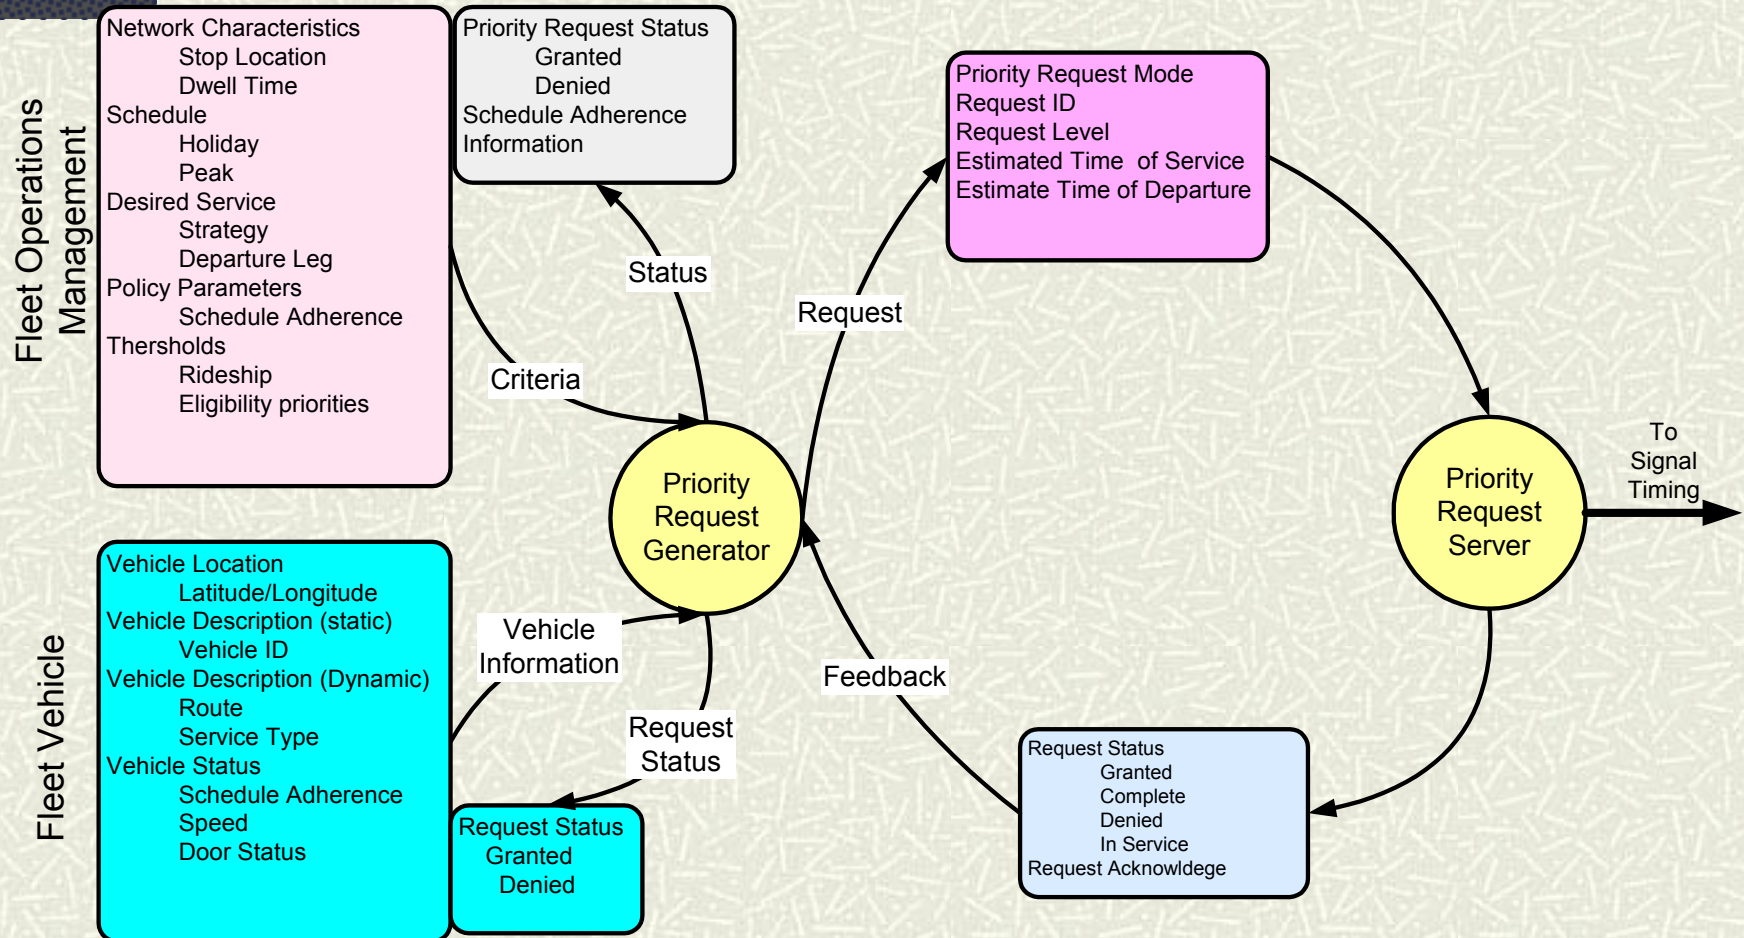 Fleet Operations
Management
Network Characteristics
Stop Location
Dwell Time
Schedule
Holiday
Peak
Desired Service
Strategy
Departure Leg
Policy Parameters
Schedule Adherence
Thersholds
Rideship
Eligibility priorities
Priority Request Status
Granted
Denied
Schedule Adherence
Information
Status
Criteria
Request
Priority Request Mode
Request ID
Request Level
Estimated Time of Service
Estimate Time of Departure
Priority
Request
Generator
Priority
Request
Server
To
Signal
Timing
Fleet Vehicle
Vehicle Location
Latitude/Longitude
Vehicle Description (static)
Vehicle ID
Vehicle Description (Dynamic)
Route
Service Type
Vehicle Status
Schedule Adherence
Speed
Door Status
Vehicle
Information
Request
Status
Request Status
Granted
Denied
Feedback
Request Status
Granted
Complete
Denied
In Service
Request Acknowldege